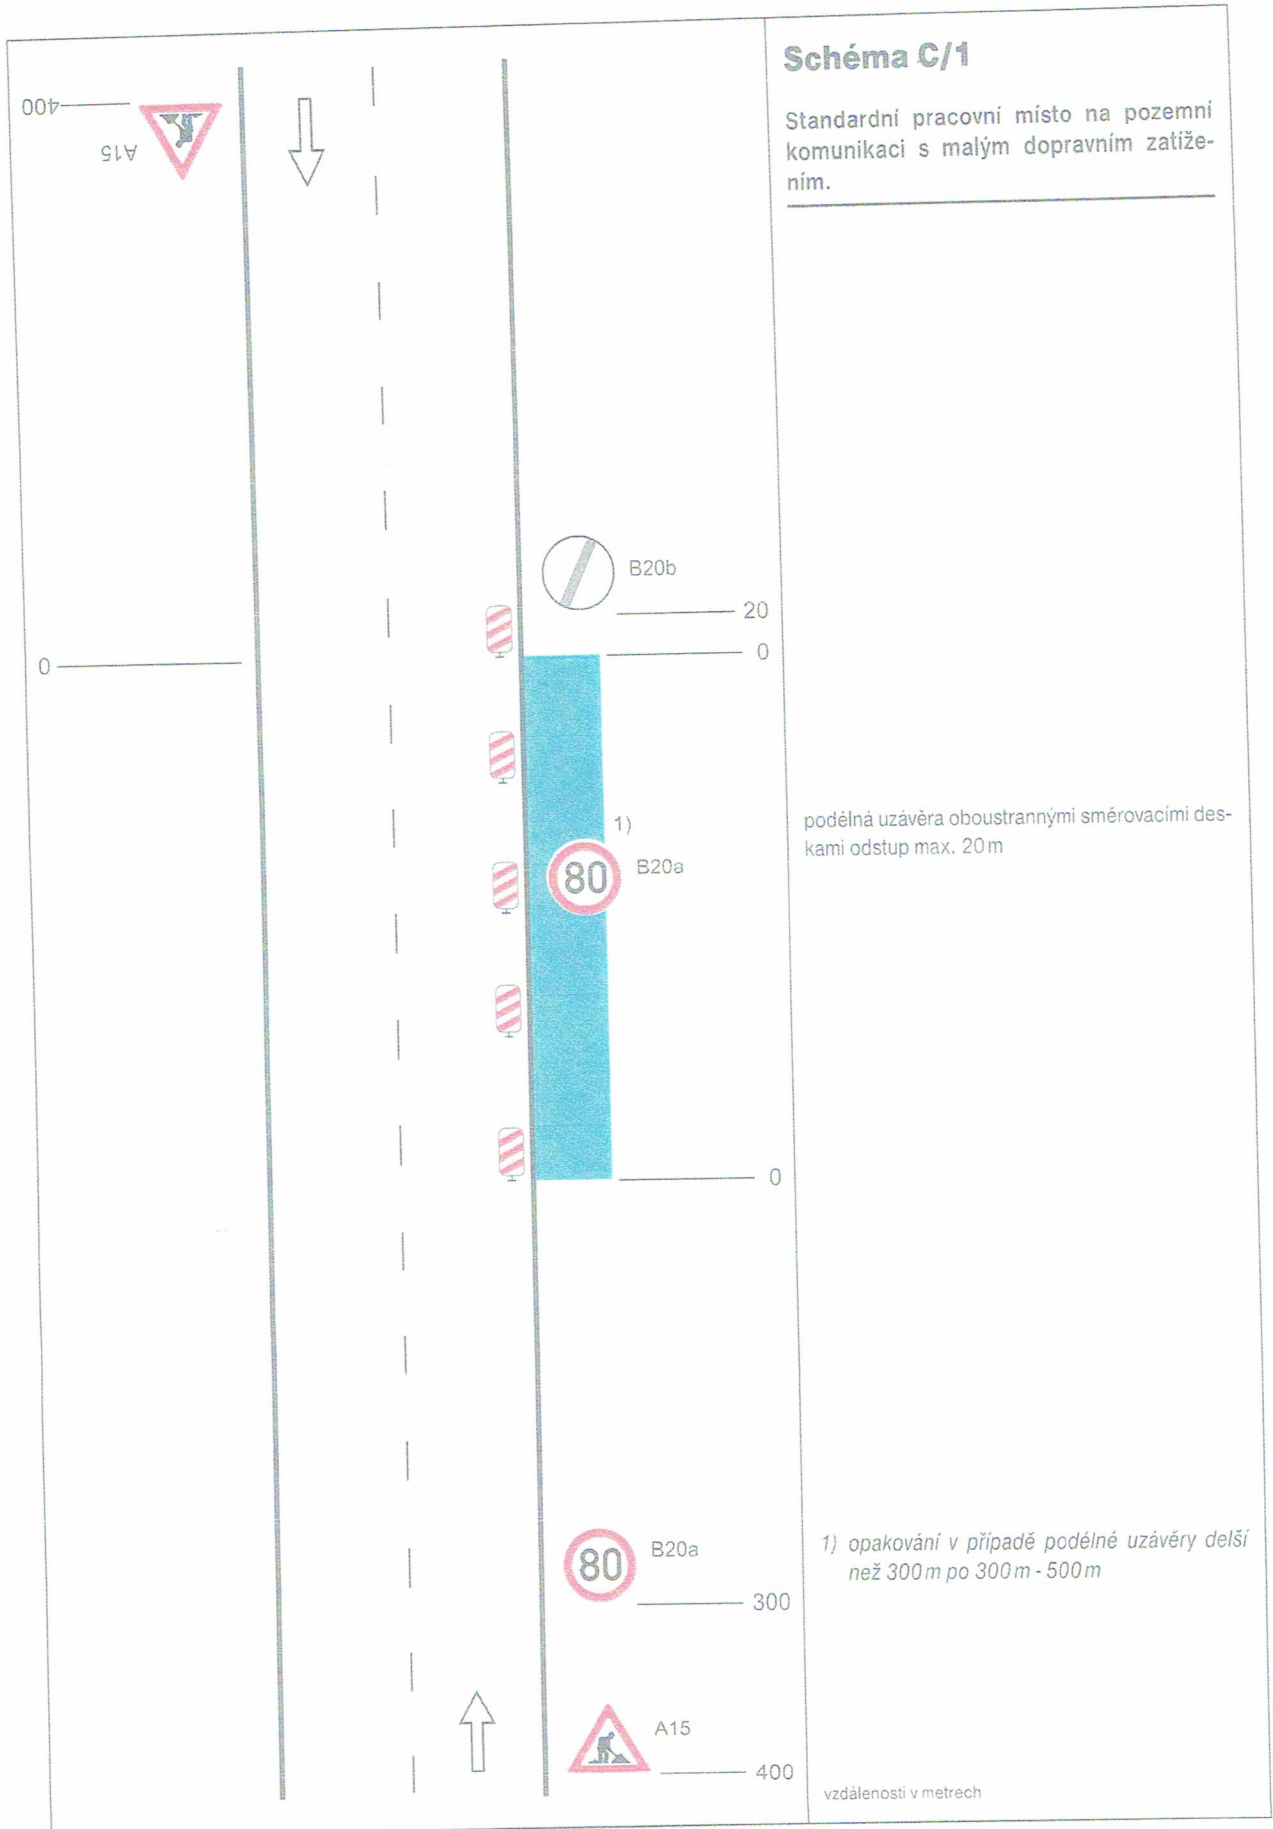 Schéma C/1
Standardní pracovní místo na pozemní
komunikaci s malým dopravním zatíže-
ním.
400
A15
B20b
20
0
0
1)
80
B20a
podélná uzávěra oboustrannými směrovacími des-
kami odstup max. 20 m
0
80
B20a
300
1) opakování v případě podélné uzávěry delší
než 300 m po 300 m - 500 m
A15
400
vzdálenosti v metrech